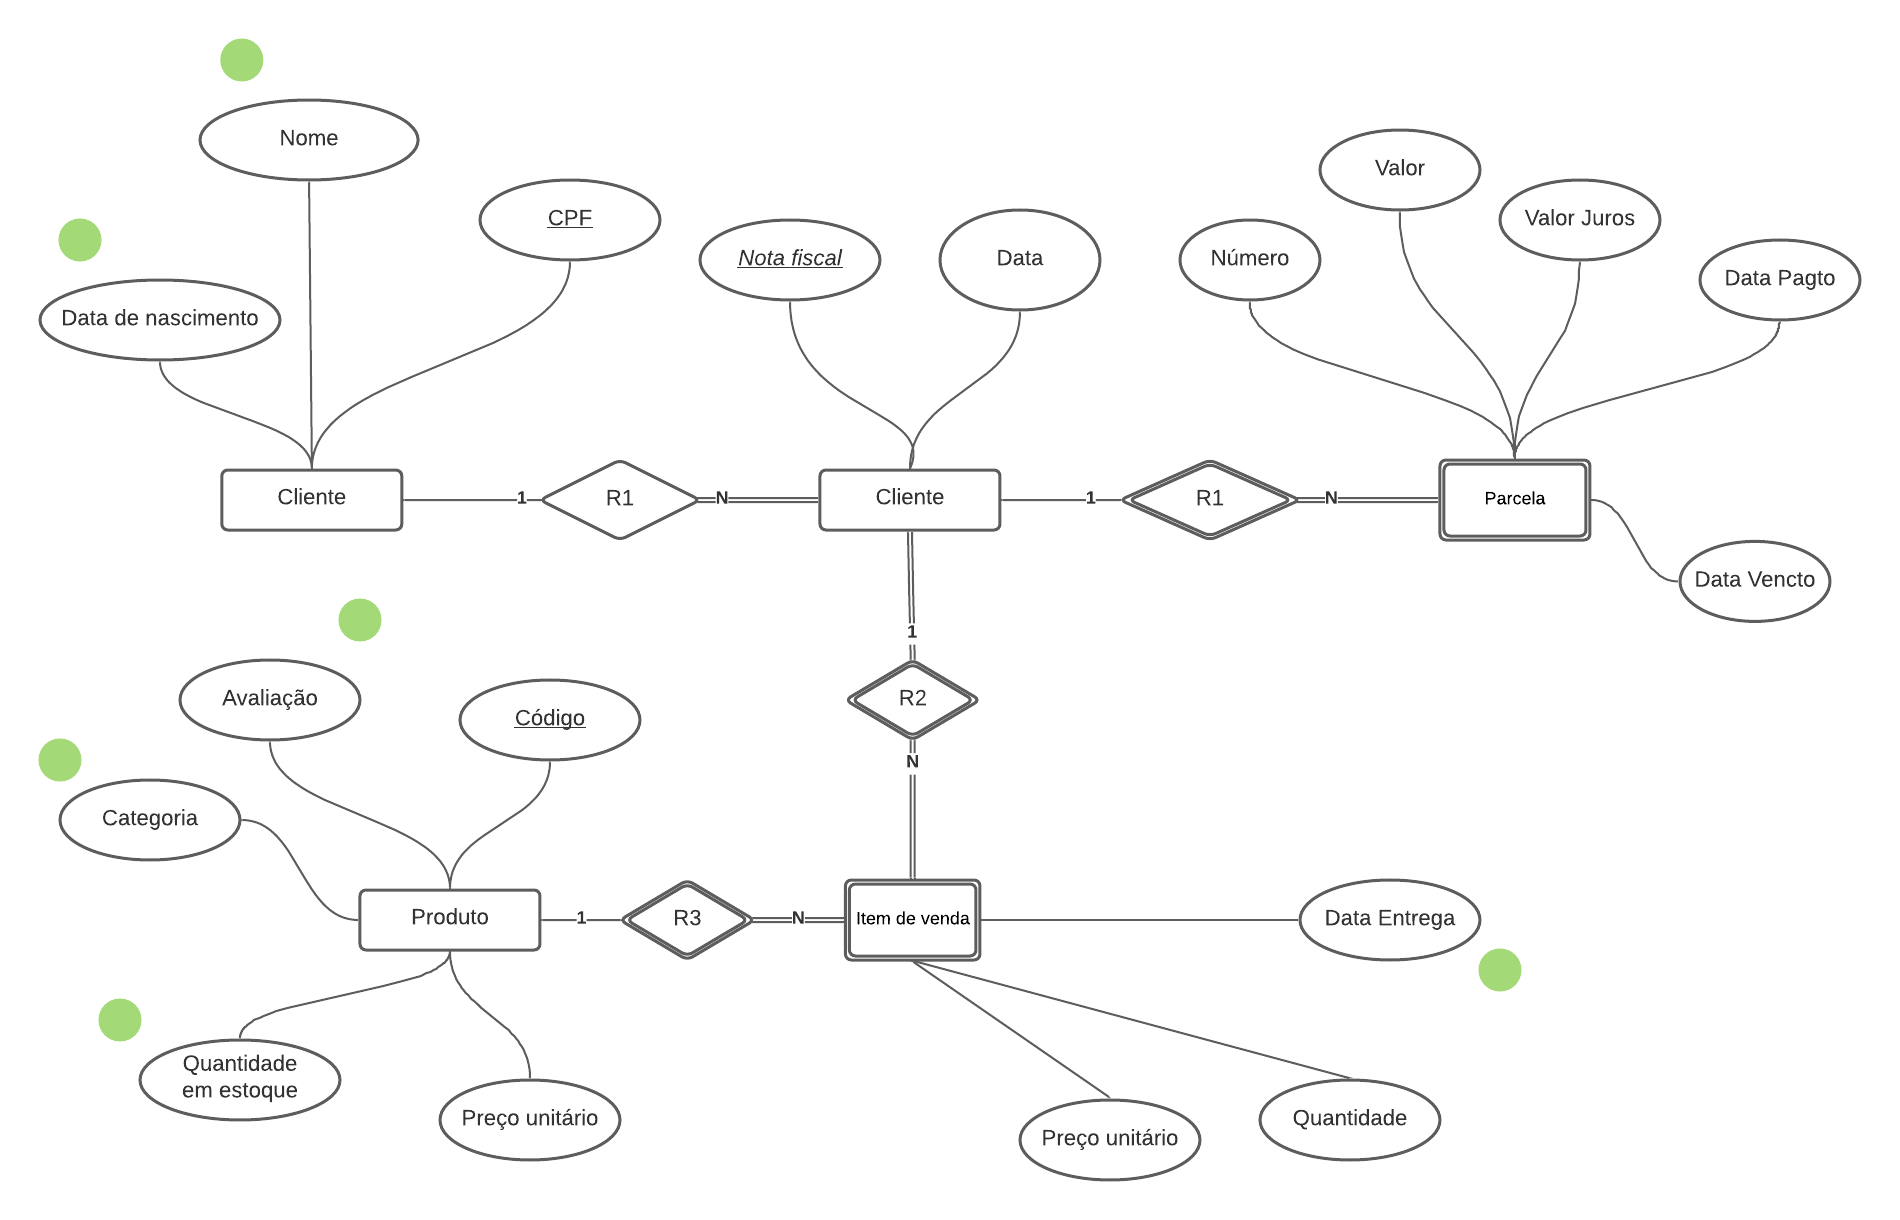 Nome
CPF
Data de nascimento
Nota fiscal
Data
Número
Valor
Valor Juros
Data Pagto
Cliente
1
R1
N
Cliente
1
R1
N
Parcela
Data Vencto
1
R2
N
Avaliação
Código
Categoria
Produto
1
R3
N
Item de venda
Data Entrega
Quantidade
em estoque
Preço unitário
Preço unitário
Quantidade